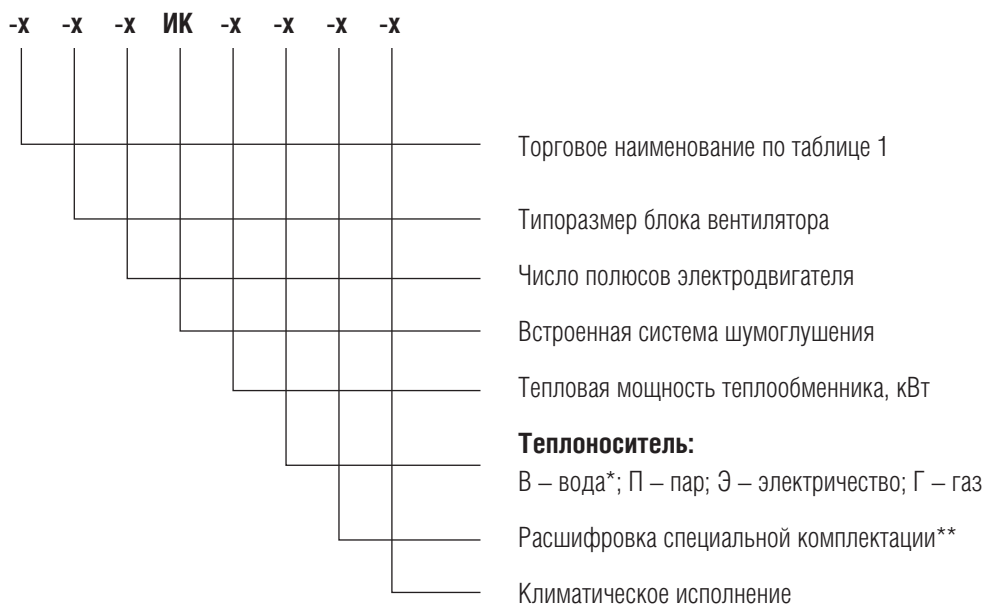 -х -х -х ИК -х -х -х -х
Торговое наименование по таблице 1
Типоразмер блока вентилятора
Число полюсов электродвигателя
Встроенная система шумоглушения
Тепловая мощность теплообменника, кВт
Теплоноситель:
В – вода*; П – пар; Э – электричество; Г – газ
Расшифровка специальной комплектации**
Климатическое исполнение